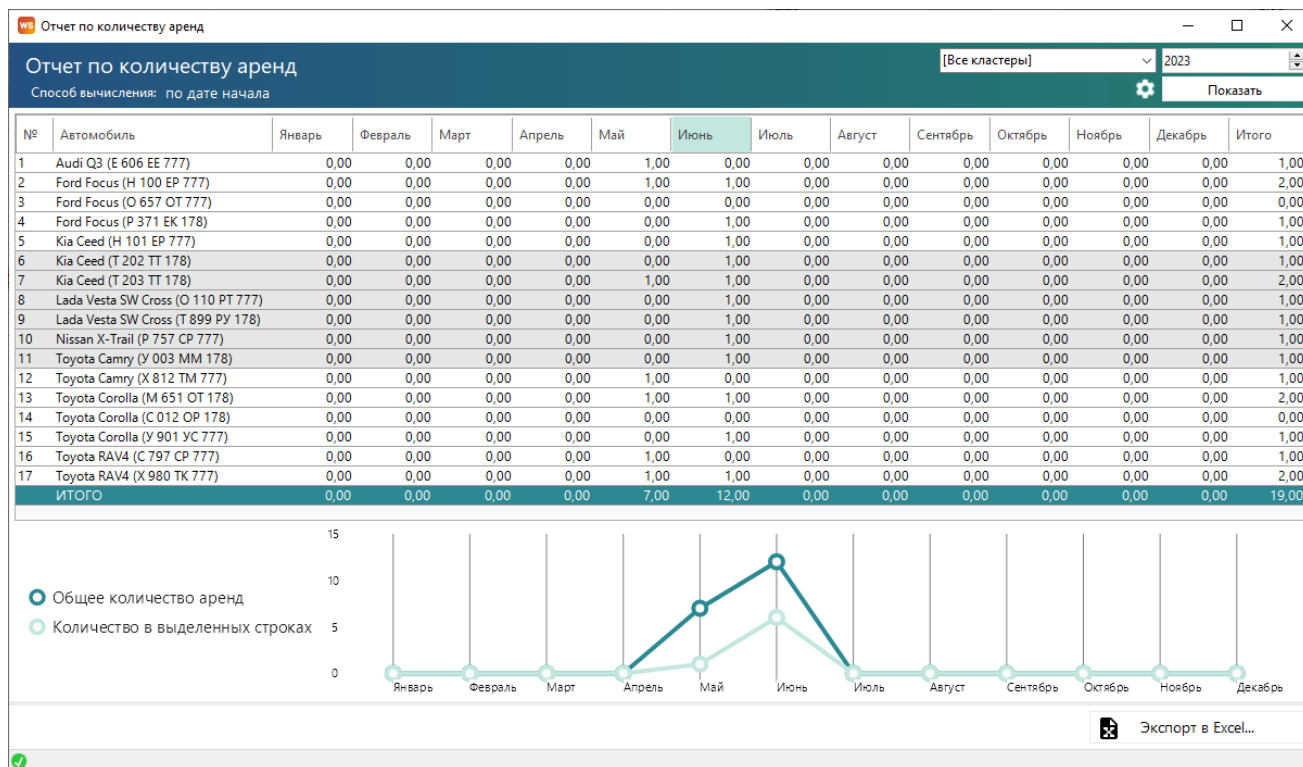 WS Отчет по количеству аренд
Отчет по количеству аренд [Все кластеры] 2023
Способ вычисления: по дате начала Показать
№ Автомобиль Январь Февраль Март Апрель Май Июнь Июль Август Сентябрь Октябрь Ноябрь Декабрь Итого
1 Audi Q3 (Е 606 ЕЕ 777) 0,00 0,00 0,00 0,00 1,00 0,00 0,00 0,00 0,00 0,00 0,00 0,00 1,00
2 Ford Focus (Н 100 ЕР 777) 0,00 0,00 0,00 0,00 1,00 1,00 0,00 0,00 0,00 0,00 0,00 0,00 2,00
3 Ford Focus (О 657 ОТ 777) 0,00 0,00 0,00 0,00 0,00 0,00 0,00 0,00 0,00 0,00 0,00 0,00 0,00
4 Ford Focus (Р 371 ЕК 178) 0,00 0,00 0,00 0,00 0,00 1,00 0,00 0,00 0,00 0,00 0,00 0,00 1,00
5 Kia Ceed (Н 101 ЕР 777) 0,00 0,00 0,00 0,00 0,00 1,00 0,00 0,00 0,00 0,00 0,00 0,00 1,00
6 Kia Ceed (Т 202 ТТ 178) 0,00 0,00 0,00 0,00 0,00 1,00 0,00 0,00 0,00 0,00 0,00 0,00 1,00
7 Kia Ceed (Т 203 ТТ 178) 0,00 0,00 0,00 0,00 1,00 1,00 0,00 0,00 0,00 0,00 0,00 0,00 2,00
8 Lada Vesta SW Cross (О 110 РТ 777) 0,00 0,00 0,00 0,00 0,00 1,00 0,00 0,00 0,00 0,00 0,00 0,00 1,00
9 Lada Vesta SW Cross (Т 899 РУ 178) 0,00 0,00 0,00 0,00 0,00 1,00 0,00 0,00 0,00 0,00 0,00 0,00 1,00
10 Nissan X-Trail (Р 757 СР 777) 0,00 0,00 0,00 0,00 0,00 1,00 0,00 0,00 0,00 0,00 0,00 0,00 1,00
11 Toyota Camry (У 003 ММ 178) 0,00 0,00 0,00 0,00 0,00 1,00 0,00 0,00 0,00 0,00 0,00 0,00 1,00
12 Toyota Camry (Х 812 ТМ 777) 0,00 0,00 0,00 0,00 1,00 0,00 0,00 0,00 0,00 0,00 0,00 0,00 1,00
13 Toyota Corolla (М 651 ОТ 178) 0,00 0,00 0,00 0,00 1,00 1,00 0,00 0,00 0,00 0,00 0,00 0,00 2,00
14 Toyota Corolla (С 012 ОР 178) 0,00 0,00 0,00 0,00 0,00 0,00 0,00 0,00 0,00 0,00 0,00 0,00 0,00
15 Toyota Corolla (У 901 УС 777) 0,00 0,00 0,00 0,00 0,00 1,00 0,00 0,00 0,00 0,00 0,00 0,00 1,00
16 Toyota RAV4 (С 797 СР 777) 0,00 0,00 0,00 0,00 1,00 0,00 0,00 0,00 0,00 0,00 0,00 0,00 1,00
17 Toyota RAV4 (Х 980 ТК 777) 0,00 0,00 0,00 0,00 1,00 1,00 0,00 0,00 0,00 0,00 0,00 0,00 2,00
ИТОГО 0,00 0,00 0,00 0,00 7,00 12,00 0,00 0,00 0,00 0,00 0,00 0,00 19,00
15
10
Общее количество аренд
Количество в выделенных строках 5
0
Январь Февраль Март Апрель Май Июнь Июль Август Сентябрь Октябрь Ноябрь Декабрь
Экспорт в Excel...